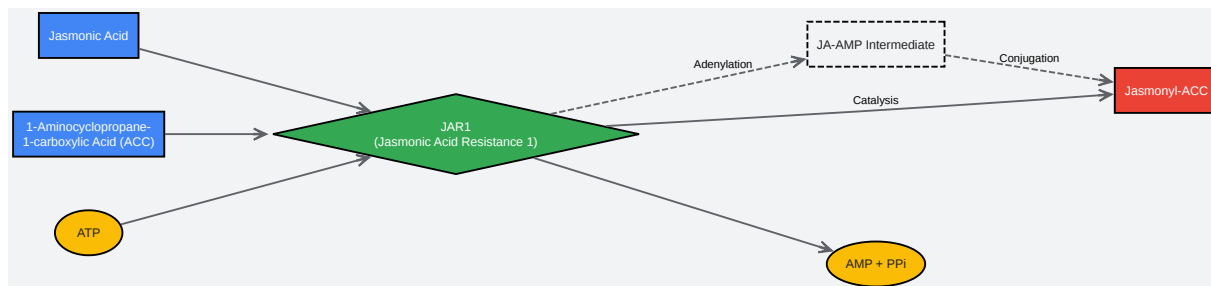 Jasmonic Acid
JA-AMP Intermediate
Adenylation
Conjugation
Jasmonyl-ACC
Catalysis
1-Aminocyclopropane-
1-carboxylic Acid (ACC)
JAR1
(Jasmonic Acid Resistance 1)
ATP
AMP + PPi